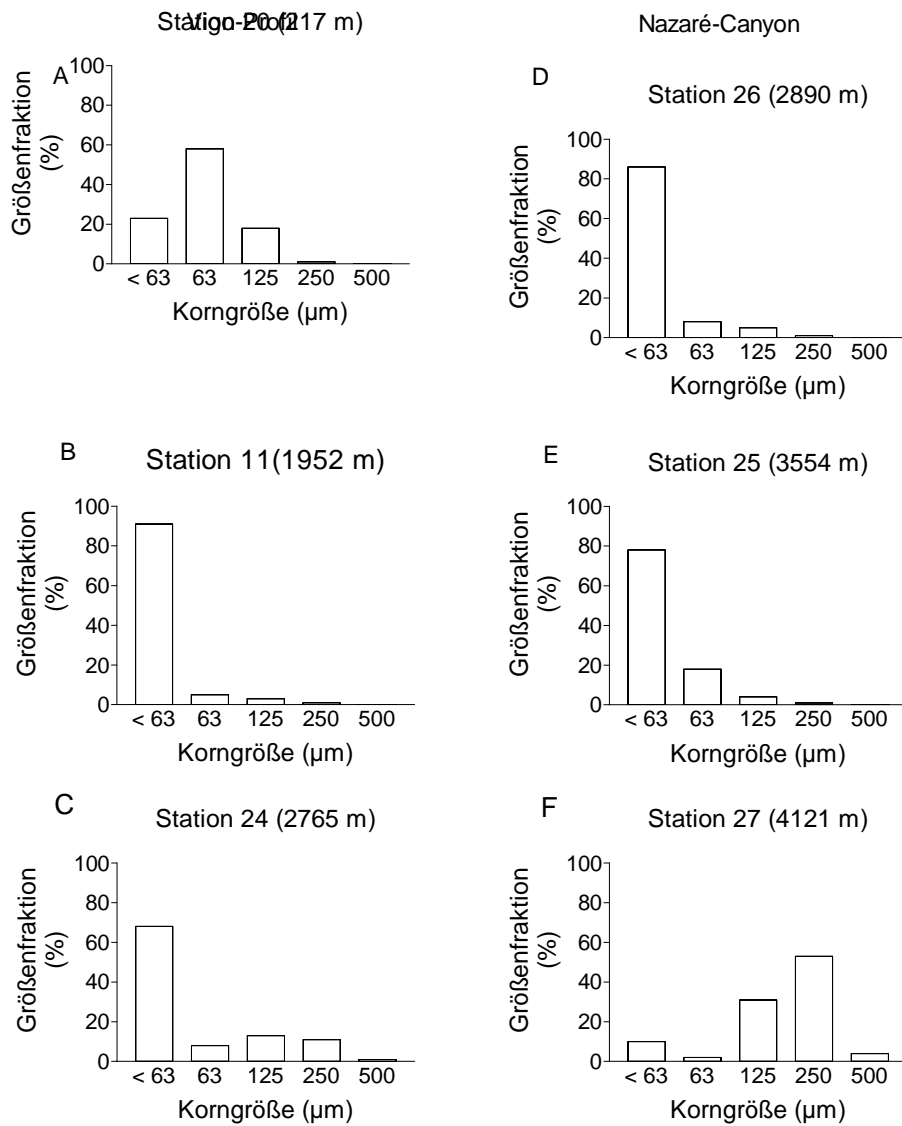 Vigo-Profil
Station 20 (217 m)
A
Größenfraktion
(%)
100
80
60
40
20
0
< 63 63 125 250 500
Korngröße (µm)
B
Station 11(1952 m)
Größenfraktion
(%)
100
80
60
40
20
0
< 63 63 125 250 500
Korngröße (µm)
C
Station 24 (2765 m)
Größenfraktion
(%)
100
80
60
40
20
0
< 63 63 125 250 500
Korngröße (µm)
Nazaré-Canyon
D
Station 26 (2890 m)
Größenfraktion
(%)
100
80
60
40
20
0
< 63 63 125 250 500
Korngröße (µm)
E
Station 25 (3554 m)
Größenfraktion
(%)
100
80
60
40
20
0
< 63 63 125 250 500
Korngröße (µm)
F
Station 27 (4121 m)
Größenfraktion
(%)
100
80
60
40
20
0
< 63 63 125 250 500
Korngröße (µm)